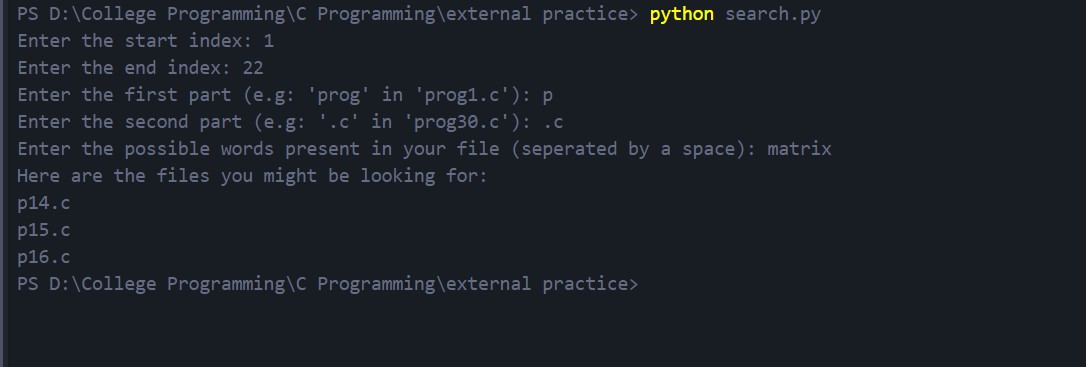 PS D:\College Programming\C Programming\external practice> python search.py
Enter the start index: 1
Enter the end index: 22
Enter the first part (e.g: 'prog' in 'prog1.c'): p
Enter the second part (e.g: '.c' in 'prog30.c'): .c
Enter the possible words present in your file (seperated by a space): matrix
Here are the files you might be looking for:
p14.c
p15.c
p16.c
PS D:\College Programming\C Programming\external practice>